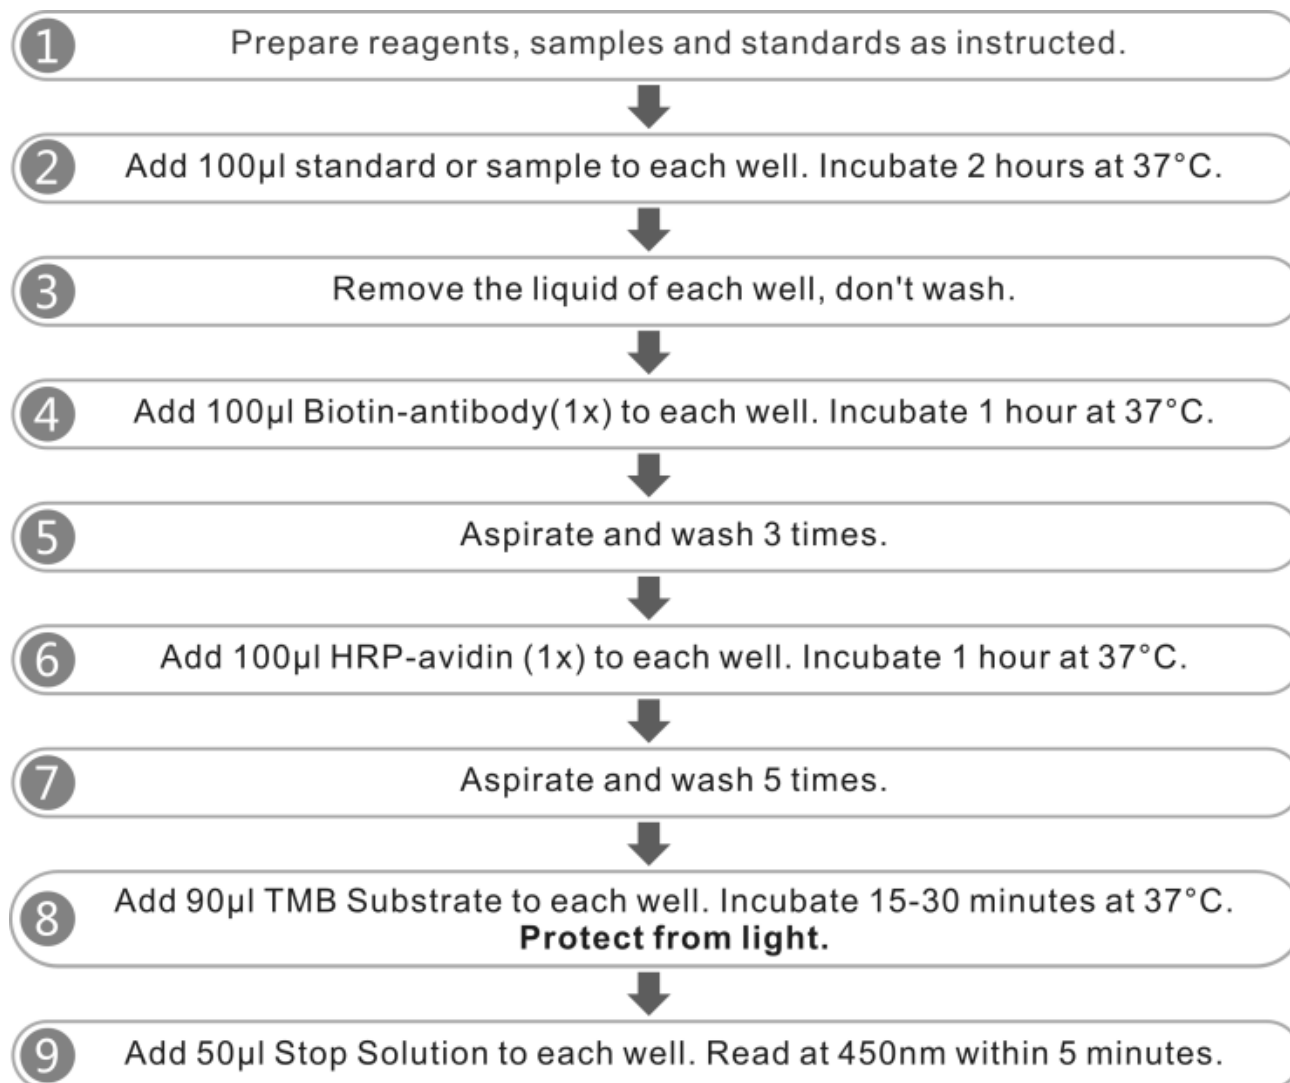 1 Prepare reagents, samples and standards as instructed.
2 Add 100µl standard or sample to each well. Incubate 2 hours at 37°C.
3 Remove the liquid of each well, don't wash.
4 Add 100µl Biotin-antibody(1x) to each well. Incubate 1 hour at 37°C.
5 Aspirate and wash 3 times.
6 Add 100µl HRP-avidin (1x) to each well. Incubate 1 hour at 37°C.
7 Aspirate and wash 5 times.
8 Add 90µl TMB Substrate to each well. Incubate 15-30 minutes at 37°C.
Protect from light.
9 Add 50µl Stop Solution to each well. Read at 450nm within 5 minutes.